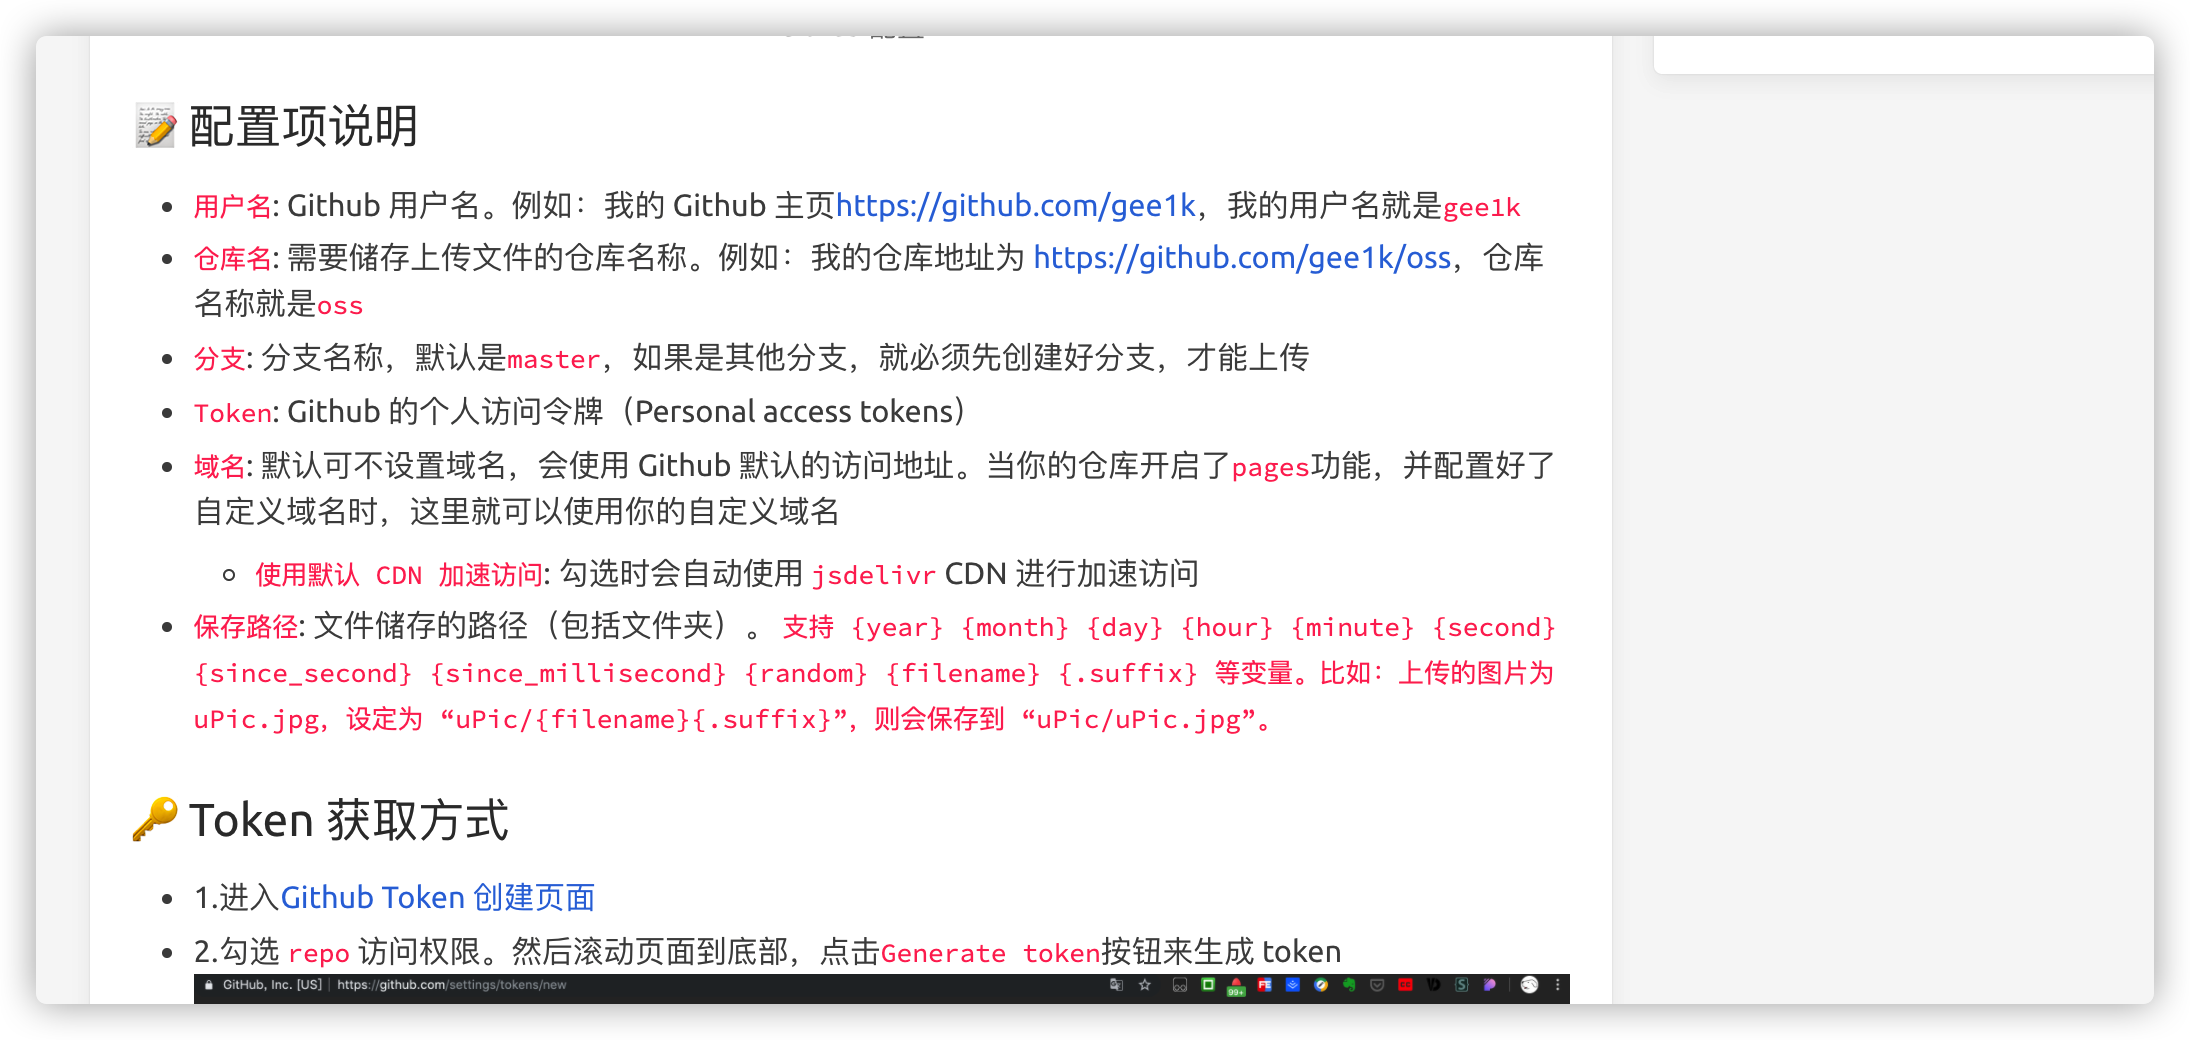 配置项说明
用户名: Github 用户名。例如：我的 Github 主页https://github.com/gee1k，我的用户名就是gee1k
仓库名: 需要储存上传文件的仓库名称。例如：我的仓库地址为 https://github.com/gee1k/oss，仓库
名称就是oss
分支: 分支名称，默认是master，如果是其他分支，就必须先创建好分支，才能上传
Token: Github 的个人访问令牌（Personal access tokens）
域名: 默认可不设置域名，会使用 Github 默认的访问地址。当你的仓库开启了pages功能，并配置好了
自定义域名时，这里就可以使用你的自定义域名
使用默认 CDN 加速访问: 勾选时会自动使用 jsdelivr CDN 进行加速访问
保存路径: 文件储存的路径（包括文件夹）。 支持 {year} {month} {day} {hour} {minute} {second}
{since_second} {since_millisecond} {random} {filename} {.suffix} 等变量。比如：上传的图片为
uPic.jpg，设定为 “uPic/{filename}{.suffix}”，则会保存到 “uPic/uPic.jpg”。
Token 获取方式
1.进入Github Token 创建页面
2.勾选 repo 访问权限。然后滚动页面到底部，点击Generate token按钮来生成 token
GitHub, Inc. [US] | https://github.com/settings/tokens/new
99+